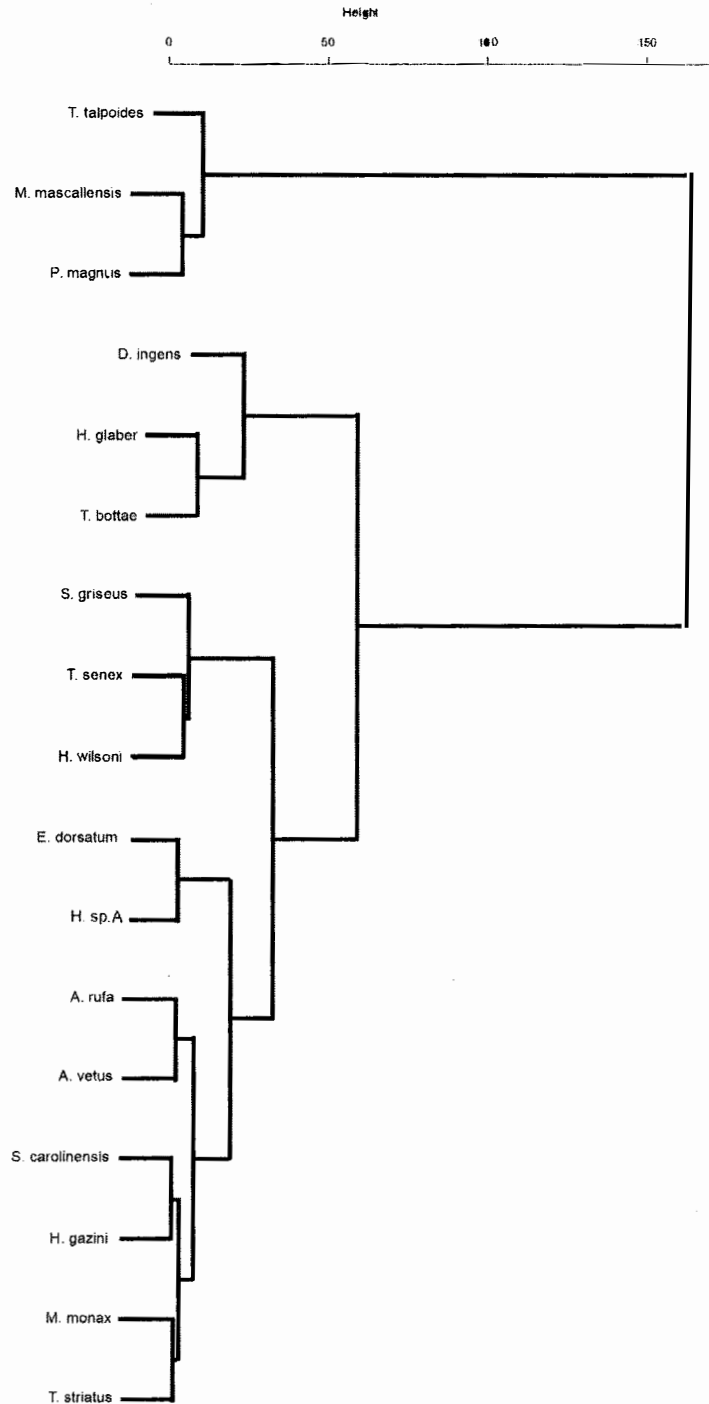 Height
0 50 100 150
T. talpoides
M. mascallensis
P. magnus
D. ingens
H. glaber
T. bottae
S. griseus
T. senex
H. wilsoni
E. dorsatum
H. sp.A
A. rufa
A. vetus
S. carolinensis
H. gazini
M. monax
T. striatus